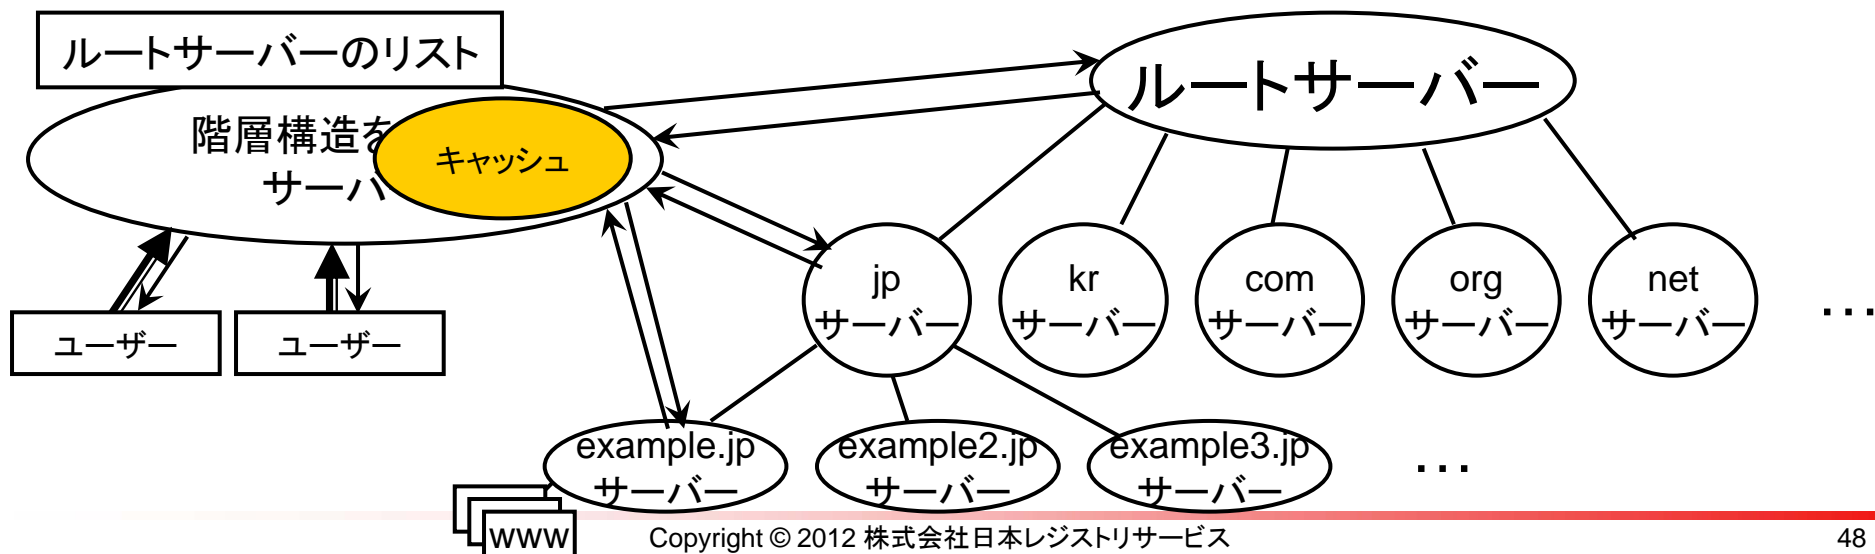 ルートサーバーのリスト
階層構造を
サーバ
キャッシュ
ルートサーバー
ユーザー
ユーザー
jp
サーバー
kr
サーバー
com
サーバー
org
サーバー
net
サーバー
…
example.jp
サーバー
example2.jp
サーバー
example3.jp
サーバー
…
www
Copyright © 2012 株式会社日本レジストリサービス
48